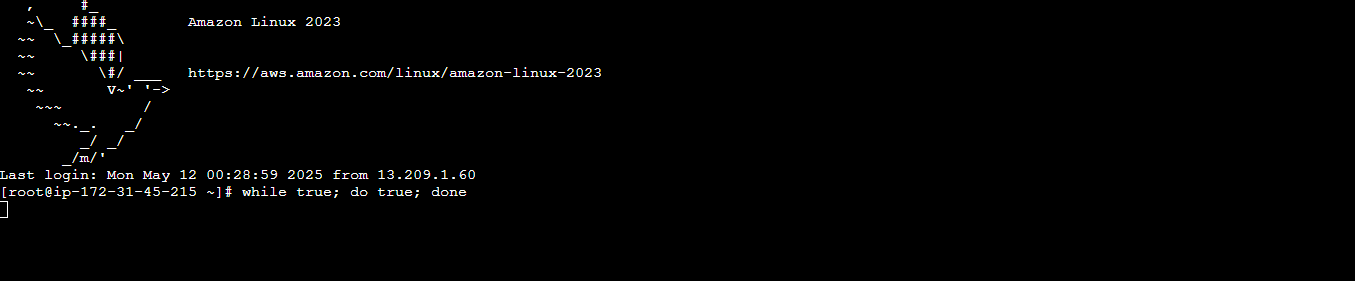 ,     #_
   ~\_  ####_        Amazon Linux 2023
  ~~  \_#####\
  ~~     \###|
  ~~       \#/ ___   https://aws.amazon.com/linux/amazon-linux-2023
   ~~       V~' '->
    ~~~         /
      ~~._.   _/
         _/ _/
       _/m/'
Last login: Mon May 12 00:28:59 2025 from 13.209.1.60
[root@ip-172-31-45-215 ~]# while true; do true; done